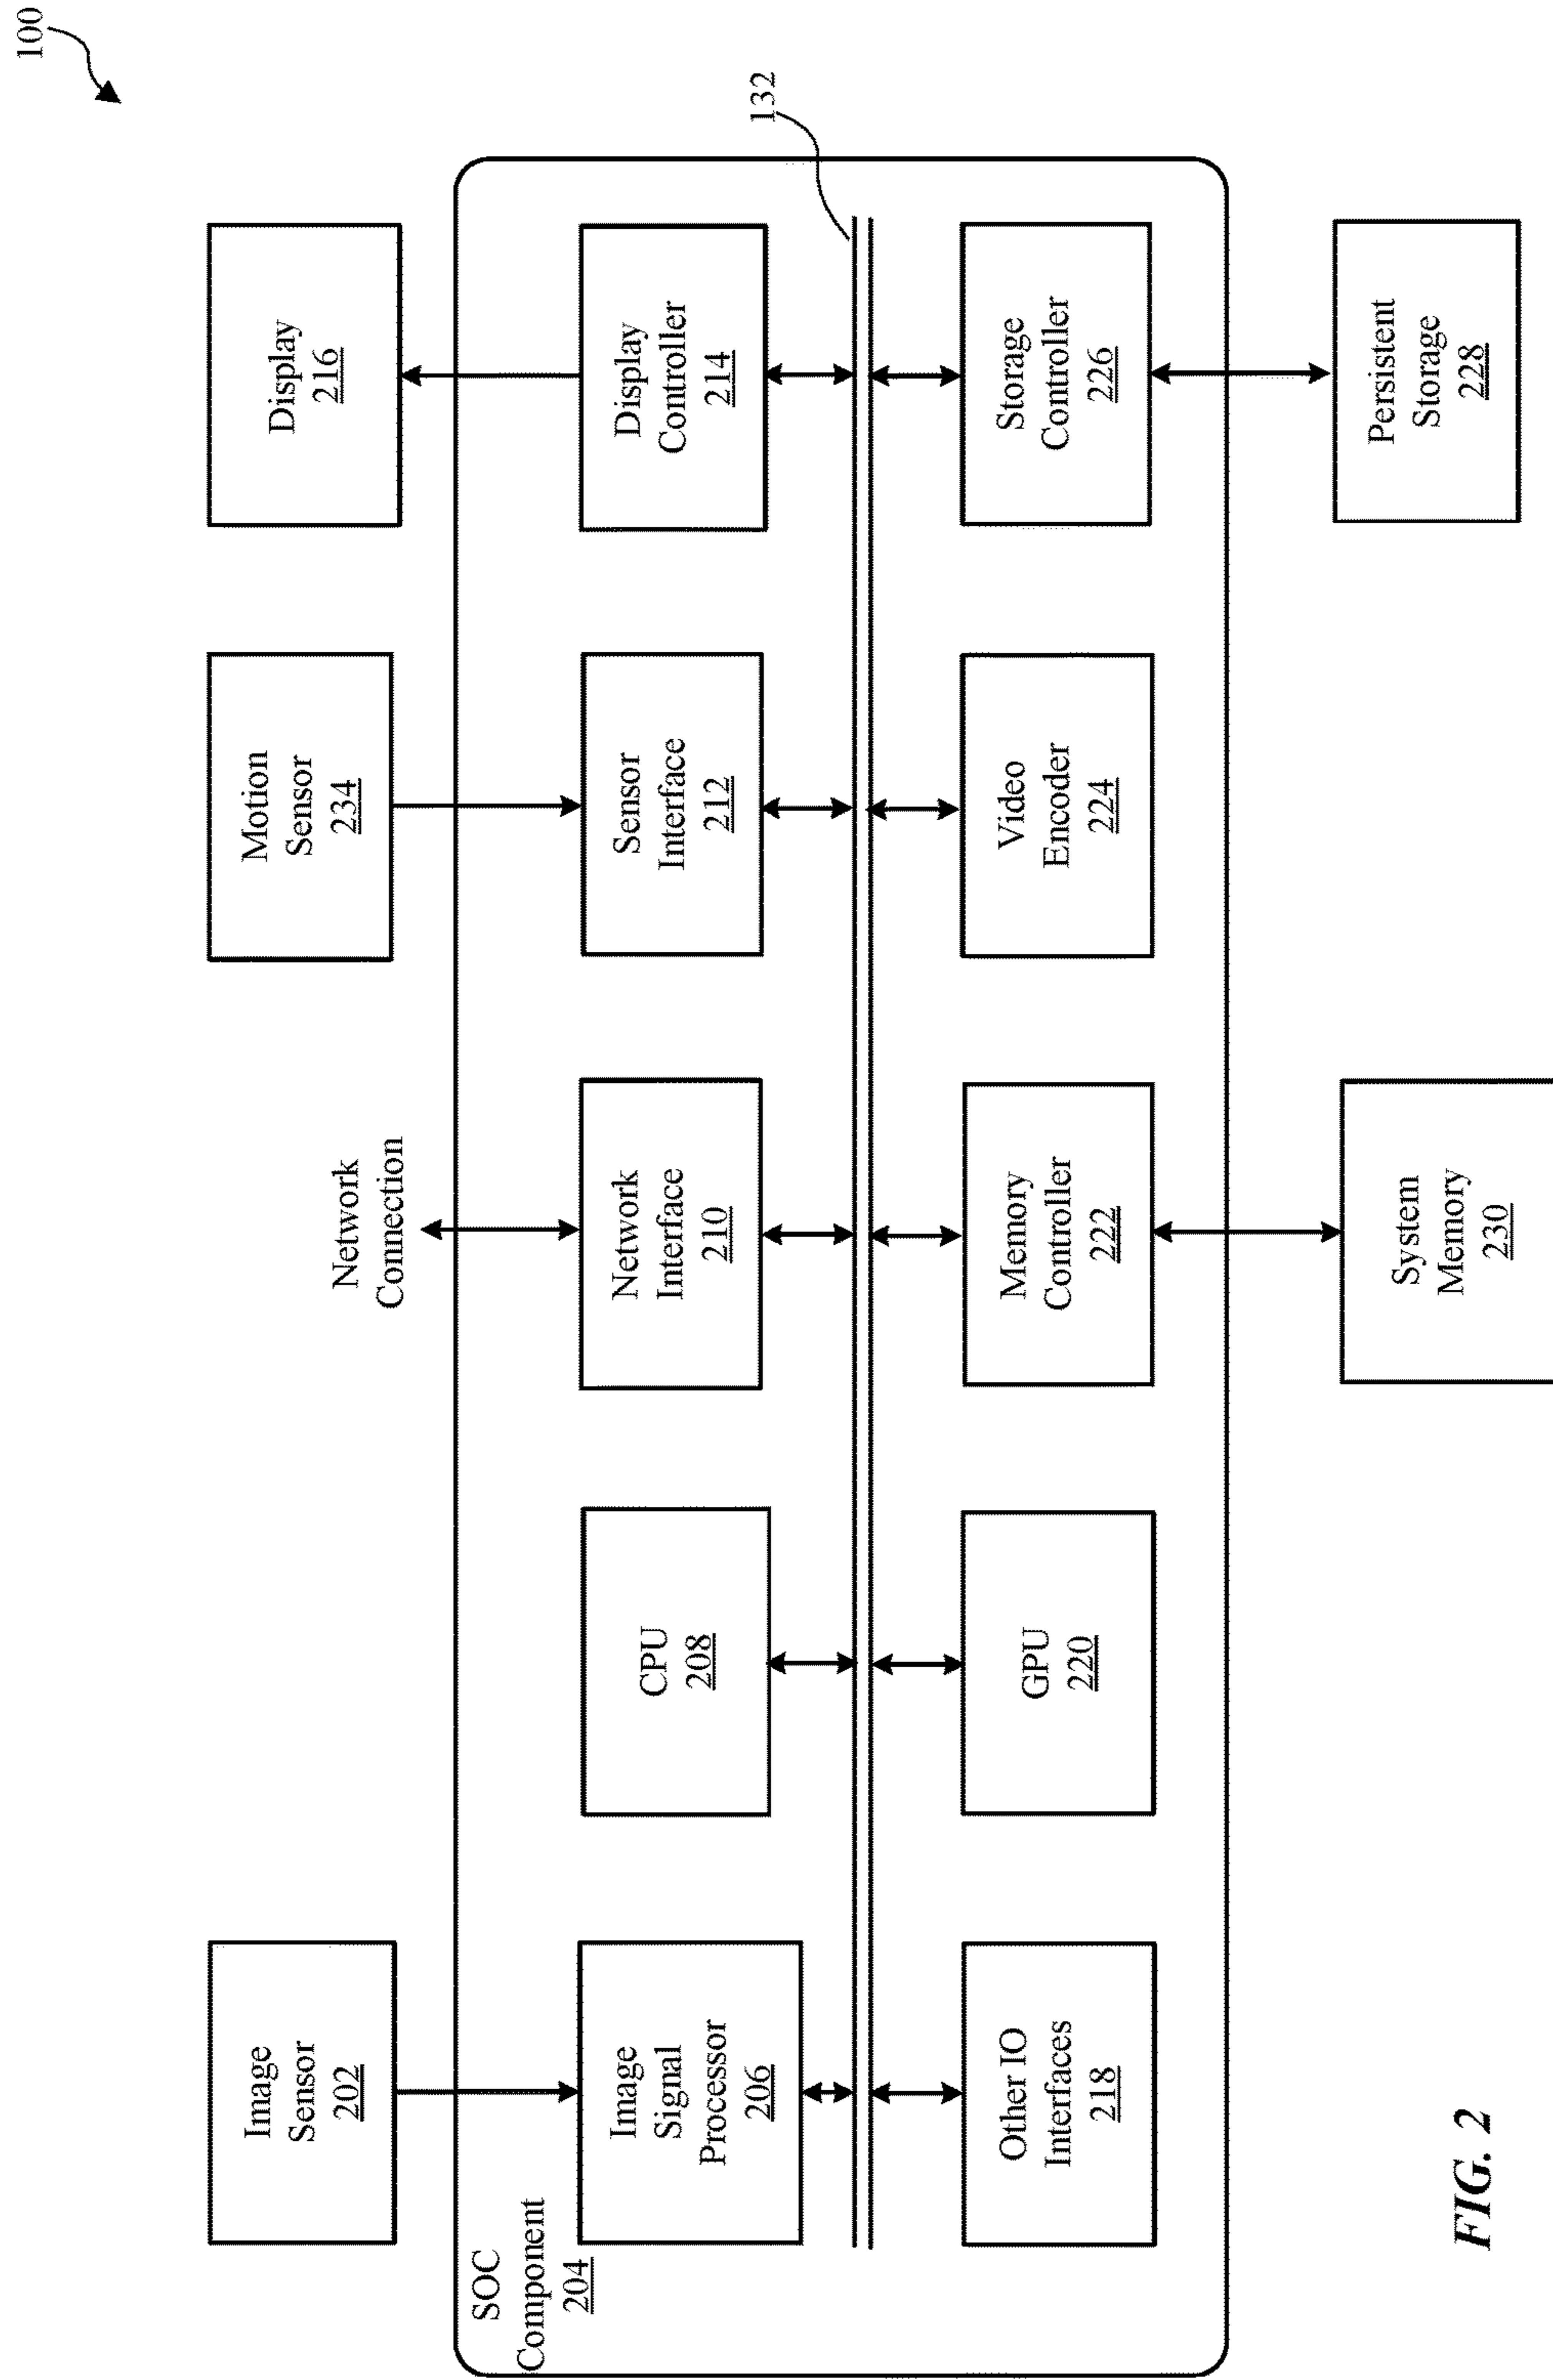 100
Image
Sensor
202
Network
Connection
Motion
Sensor
234
Display
216
SOC
Component
204
Image
Signal
Processor
206
CPU
208
Network
Interface
210
Sensor
Interface
212
Display
Controller
214
132
Other IO
Interfaces
218
GPU
220
Memory
Controller
222
Video
Encoder
224
Storage
Controller
226
System
Memory
230
Persistent
Storage
228
FIG. 2